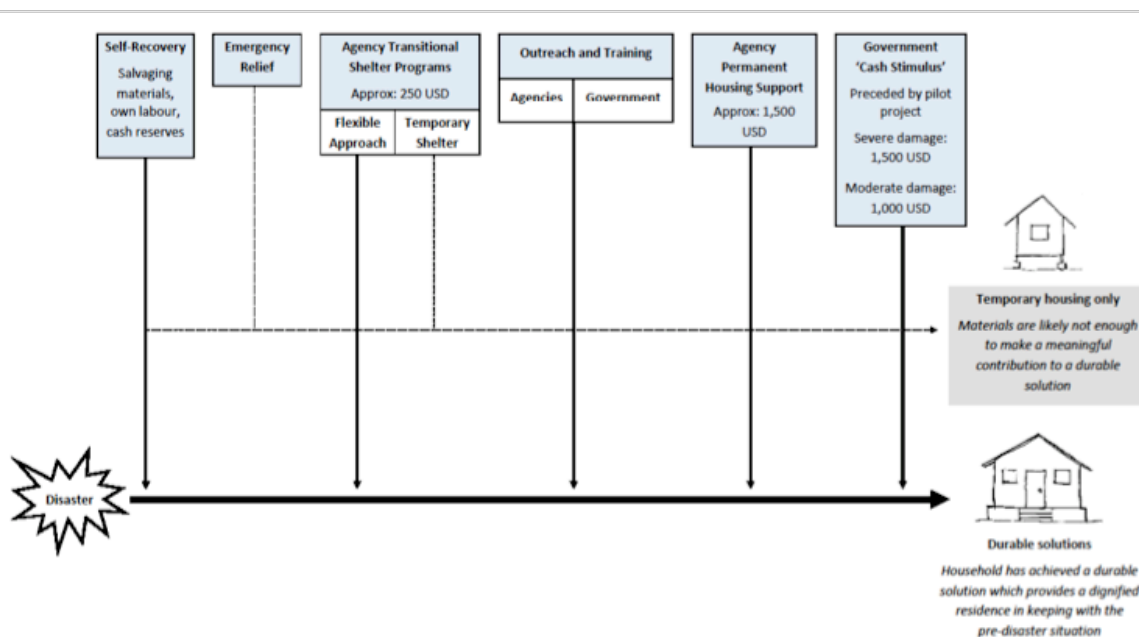 Self-Recovery
Salvaging
materials,
own labour,
cash reserves
Emergency
Relief
Agency Transitional
Shelter Programs
Approx: 250 USD
Flexible
Approach
Temporary
Shelter
Outreach and Training
Agencies
Government
Agency
Permanent
Housing Support
Approx: 1,500
USD
Government
'Cash Stimulus'
Preceded by pilot
project
Severe damage:
1,500 USD
Moderate damage:
1,000 USD
Temporary housing only
Materials are likely not enough
to make a meaningful
contribution to a durable
solution
Disaster
Durable solutions
Household has achieved a durable
solution which provides a dignified
residence in keeping with the
pre-disaster situation